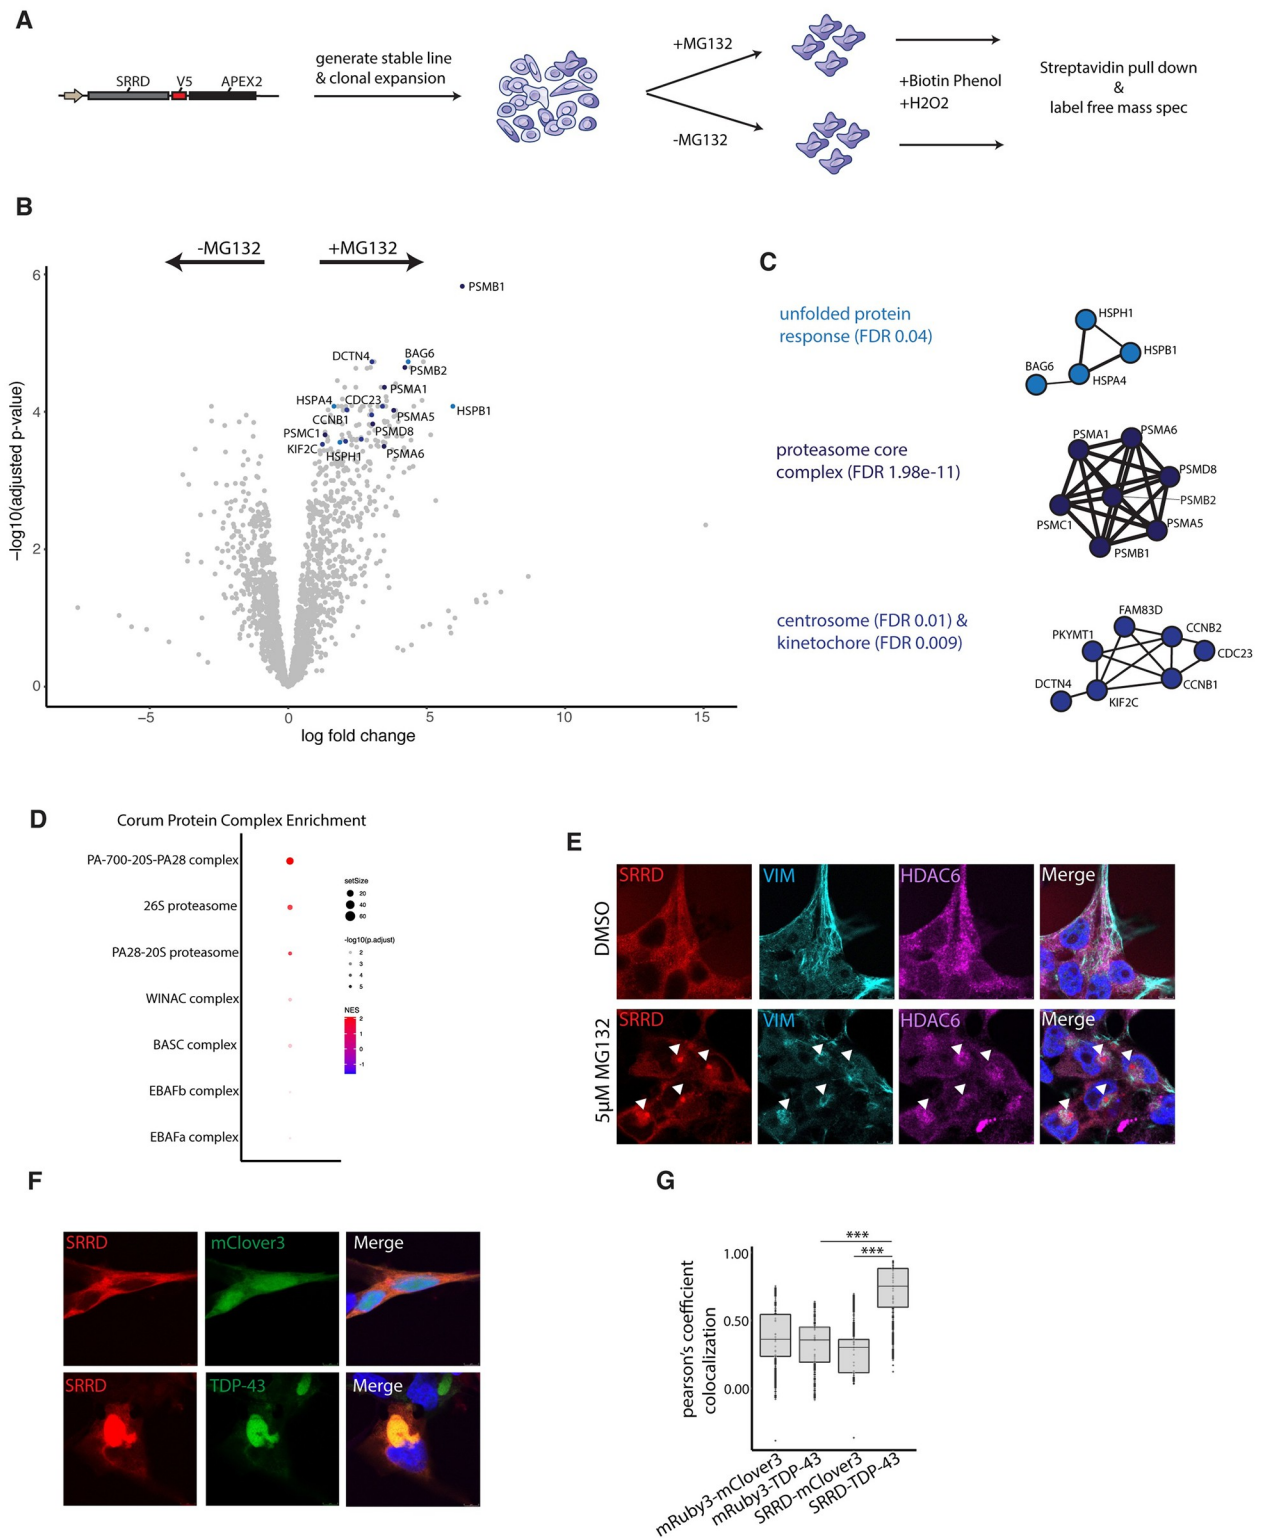 A
SRRD
V5
APEX2
generate stable line
& clonal expansion
+MG132
-MG132
+Biotin Phenol
+H2O2
Streptavidin pull down
&
label free mass spec
B
-MG132
+MG132
6
4
2
0
−log10(adjusted p-value)
−5
0
5
10
15
log fold change
PSMB1
DCTN4
BAG6
PSMB2
PSMA1
HSPA4
CDC23
HSPB1
CCNB1
PSMA5
PSMC1
PSMD8
KIF2C
HSPH1
PSMA6
C
unfolded protein
response (FDR 0.04)
HSPH1
HSPB1
BAG6
HSPA4
proteasome core
complex (FDR 1.98e-11)
PSMA1
PSMA6
PSMD8
PSMB2
PSMC1
PSMA5
PSMB1
centrosome (FDR 0.01) &
kinetochore (FDR 0.009)
FAM83D
PKYMT1
CCNB2
CDC23
DCTN4
CCNB1
KIF2C
D
Corum Protein Complex Enrichment
PA-700-20S-PA28 complex
26S proteasome
PA28-20S proteasome
WINAC complex
BASC complex
EBAFb complex
EBAFa complex
setSize
20
40
60
-log10(p.adjust)
2
3
4
5
NES
2
1
0
-1
E
DMSO
SRRD
VIM
HDAC6
Merge
5µM MG132
SRRD
VIM
HDAC6
Merge
F
SRRD
mClover3
Merge
SRRD
TDP-43
Merge
G
***
***
1.00
0.50
0.00
pearson's coefficient
colocalization
mRuby3-mClover3
mRuby3-TDP-43
SRRD-mClover3
SRRD-TDP-43